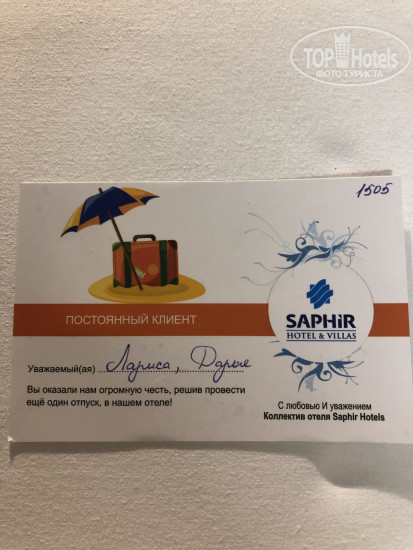 TOP Hotels
ФОТО ТУРИСТА
1505
ПОСТОЯННЫЙ КЛИЕНТ
SAPHiR
HOTEL & VILLAS
Уважаемый(ая) Лариса, Дарья
Вы оказали нам огромную честь, решив провести
ещё один отпуск, в нашем отеле!
С любовью И уважением
Коллектив отеля Saphir Hotels